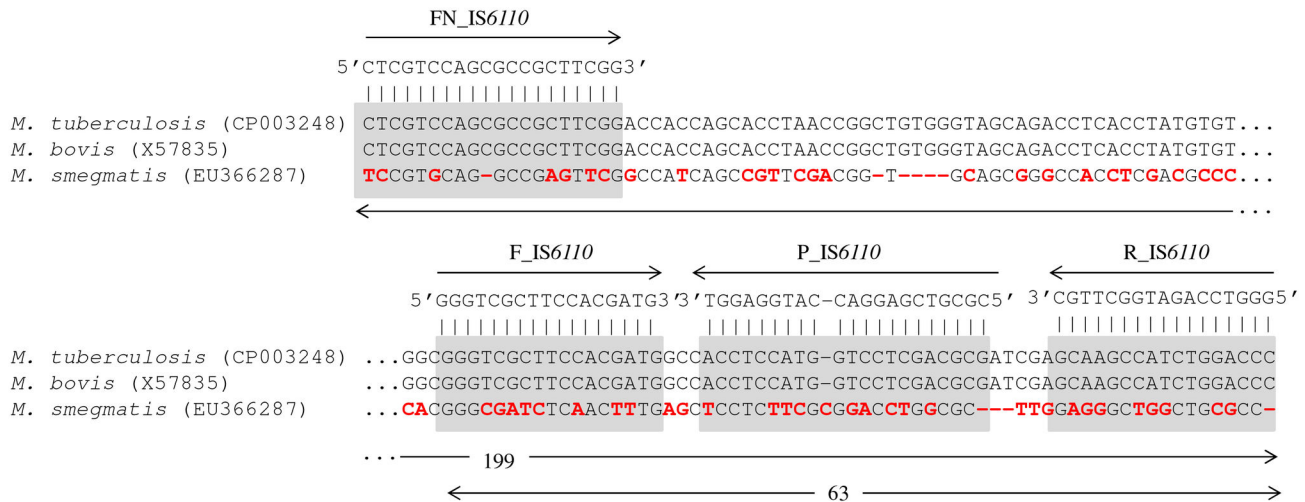 FN_IS6110
5′CTCGTCCAGCGCCGCTTCGG3′
M. tuberculosis (CP003248) CTCGTCCAGCGCCGCTTCGGACCACCAGCACCTAACCGGCTGTGGGTAGCAGACCTCACCTATGTGT...
M. bovis (X57835) CTCGTCCAGCGCCGCTTCGGACCACCAGCACCTAACCGGCTGTGGGTAGCAGACCTCACCTATGTGT...
M. smegmatis (EU366287) TCCGTGCAG-GCCGAGTTCGGCCATCAGCCGTTCGACGG-T----GCAGCGGGCCACCTCGACGCCC...
...
F_IS6110 P_IS6110 R_IS6110
5′GGGTCGCTTCCACGATG3′ 3′TGGAGGTAC-CAGGAGCTGCGC5′ 3′CGTTCGGTAGACCTGGG5′
M. tuberculosis (CP003248) ...GGCGGGTCGCTTCCACGATGGCCACCTCCATG-GTCCTCGACGCGATCGAGCAAGCCATCTGGACCC
M. bovis (X57835) ...GGCGGGTCGCTTCCACGATGGCCACCTCCATG-GTCCTCGACGCGATCGAGCAAGCCATCTGGACCC
M. smegmatis (EU366287) ...CACGGGCGATCTCAACTTTGAGCTCCTCTTCGCGGACCTGGCGC---TTGGAGGGCTGGCTGCGCC-
... 199
63